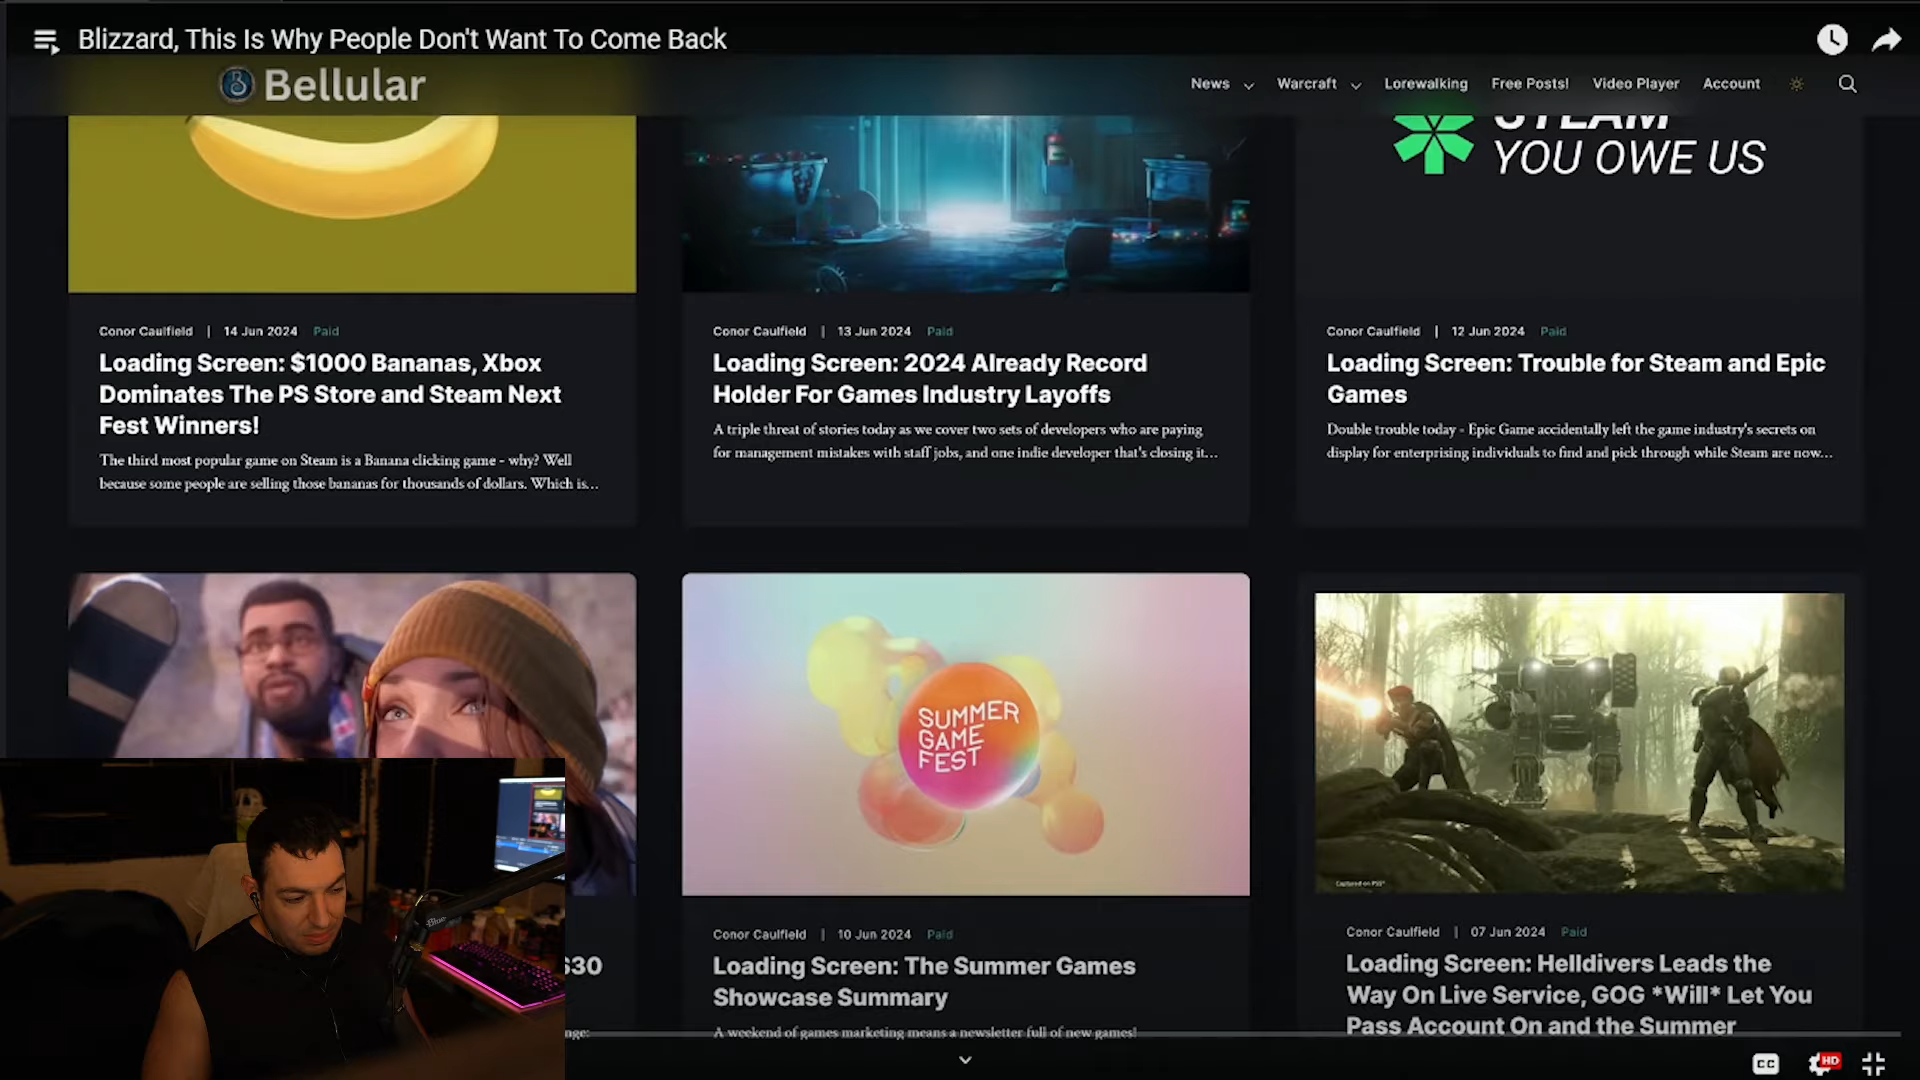 Blizzard, This Is Why People Don't Want To Come Back
Bellular
News
Warcraft
Lorewalking
Free Posts!
Video Player
Account
STEAM
YOU OWE US
Conor Caulfield | 14 Jun 2024 Paid
Loading Screen: $1000 Bananas, Xbox
Dominates The PS Store and Steam Next
Fest Winners!
The third most popular game on Steam is a Banana clicking game - why? Well
because some people are selling those bananas for thousands of dollars. Which is...
Conor Caulfield | 13 Jun 2024 Paid
Loading Screen: 2024 Already Record
Holder For Games Industry Layoffs
A triple threat of stories today as we cover two sets of developers who are paying
for management mistakes with staff jobs, and one indie developer that's closing it...
Conor Caulfield | 12 Jun 2024 Paid
Loading Screen: Trouble for Steam and Epic
Games
Double trouble today - Epic Game accidentally left the game industry's secrets on
display for enterprising individuals to find and pick through while Steam are now...
SUMMER
GAME
FEST
Captured on PS5
Blue
$30
nge:
Conor Caulfield | 10 Jun 2024 Paid
Loading Screen: The Summer Games
Showcase Summary
A weekend of games marketing means a newsletter full of new games!
Conor Caulfield | 07 Jun 2024 Paid
Loading Screen: Helldivers Leads the
Way On Live Service, GOG *Will* Let You
Pass Account On and the Summer
CC
HD